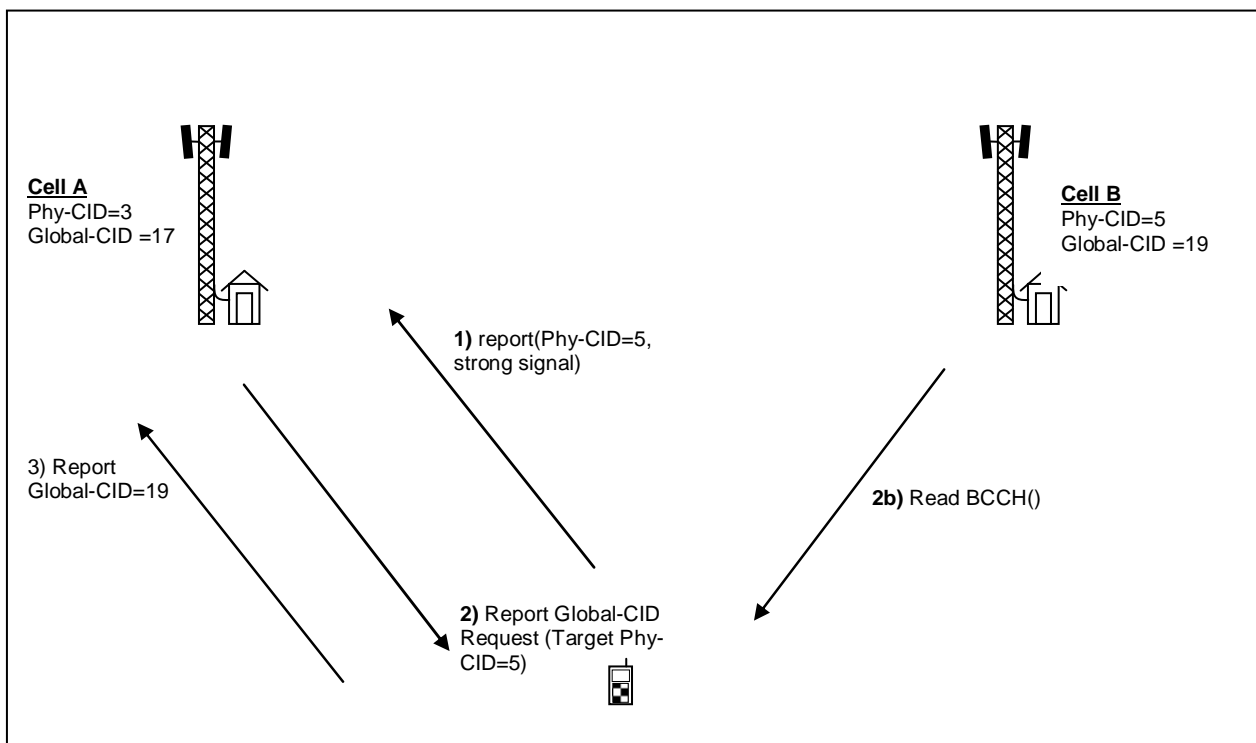 Cell A
Phy-CID=3
Global-CID =17
Cell B
Phy-CID=5
Global-CID =19
1) report(Phy-CID=5,
strong signal)
3) Report
Global-CID=19
2b) Read BCCH()
2) Report Global-CID
Request (Target Phy-
CID=5)